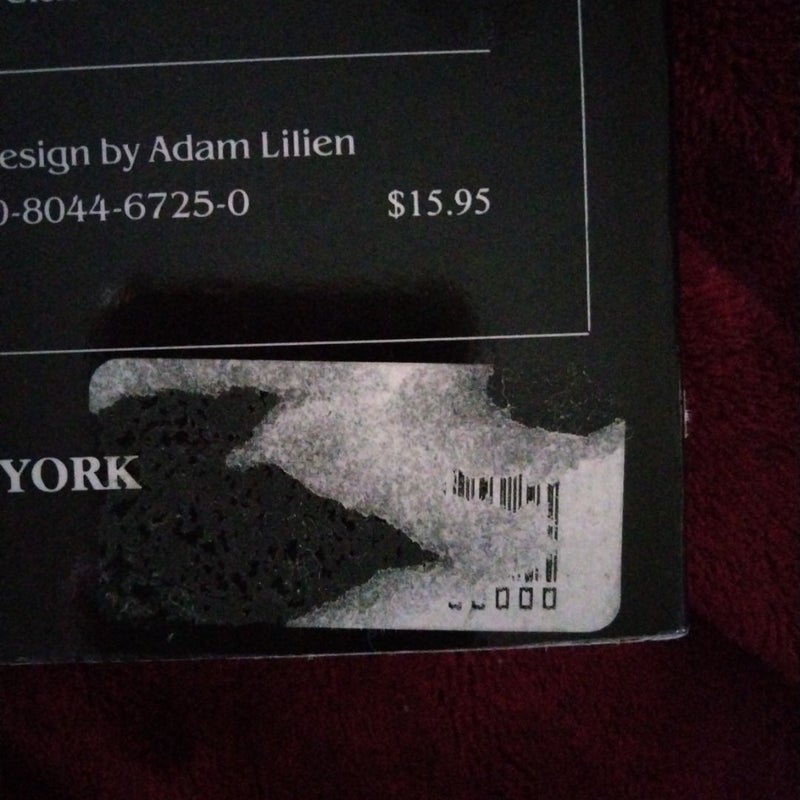 esign by Adam Lilien
0-8044-6725-0 $15.95
YORK